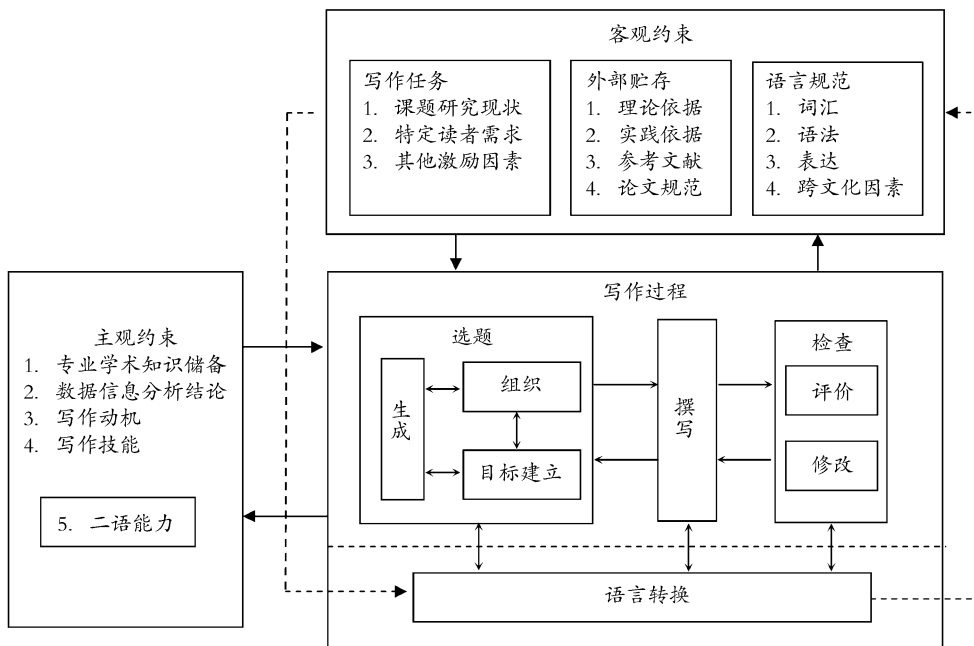 客观约束
写作任务
1. 课题研究现状
2. 特定读者需求
3. 其他激励因素
外部贮存
1. 理论依据
2. 实践依据
3. 参考文献
4. 论文规范
语言规范
1. 词汇
2. 语法
3. 表达
4. 跨文化因素
主观约束
1. 专业学术知识储备
2. 数据信息分析结论
3. 写作动机
4. 写作技能
5. 二语能力
写作过程
选题
生成
组织
目标建立
撰写
检查
评价
修改
语言转换